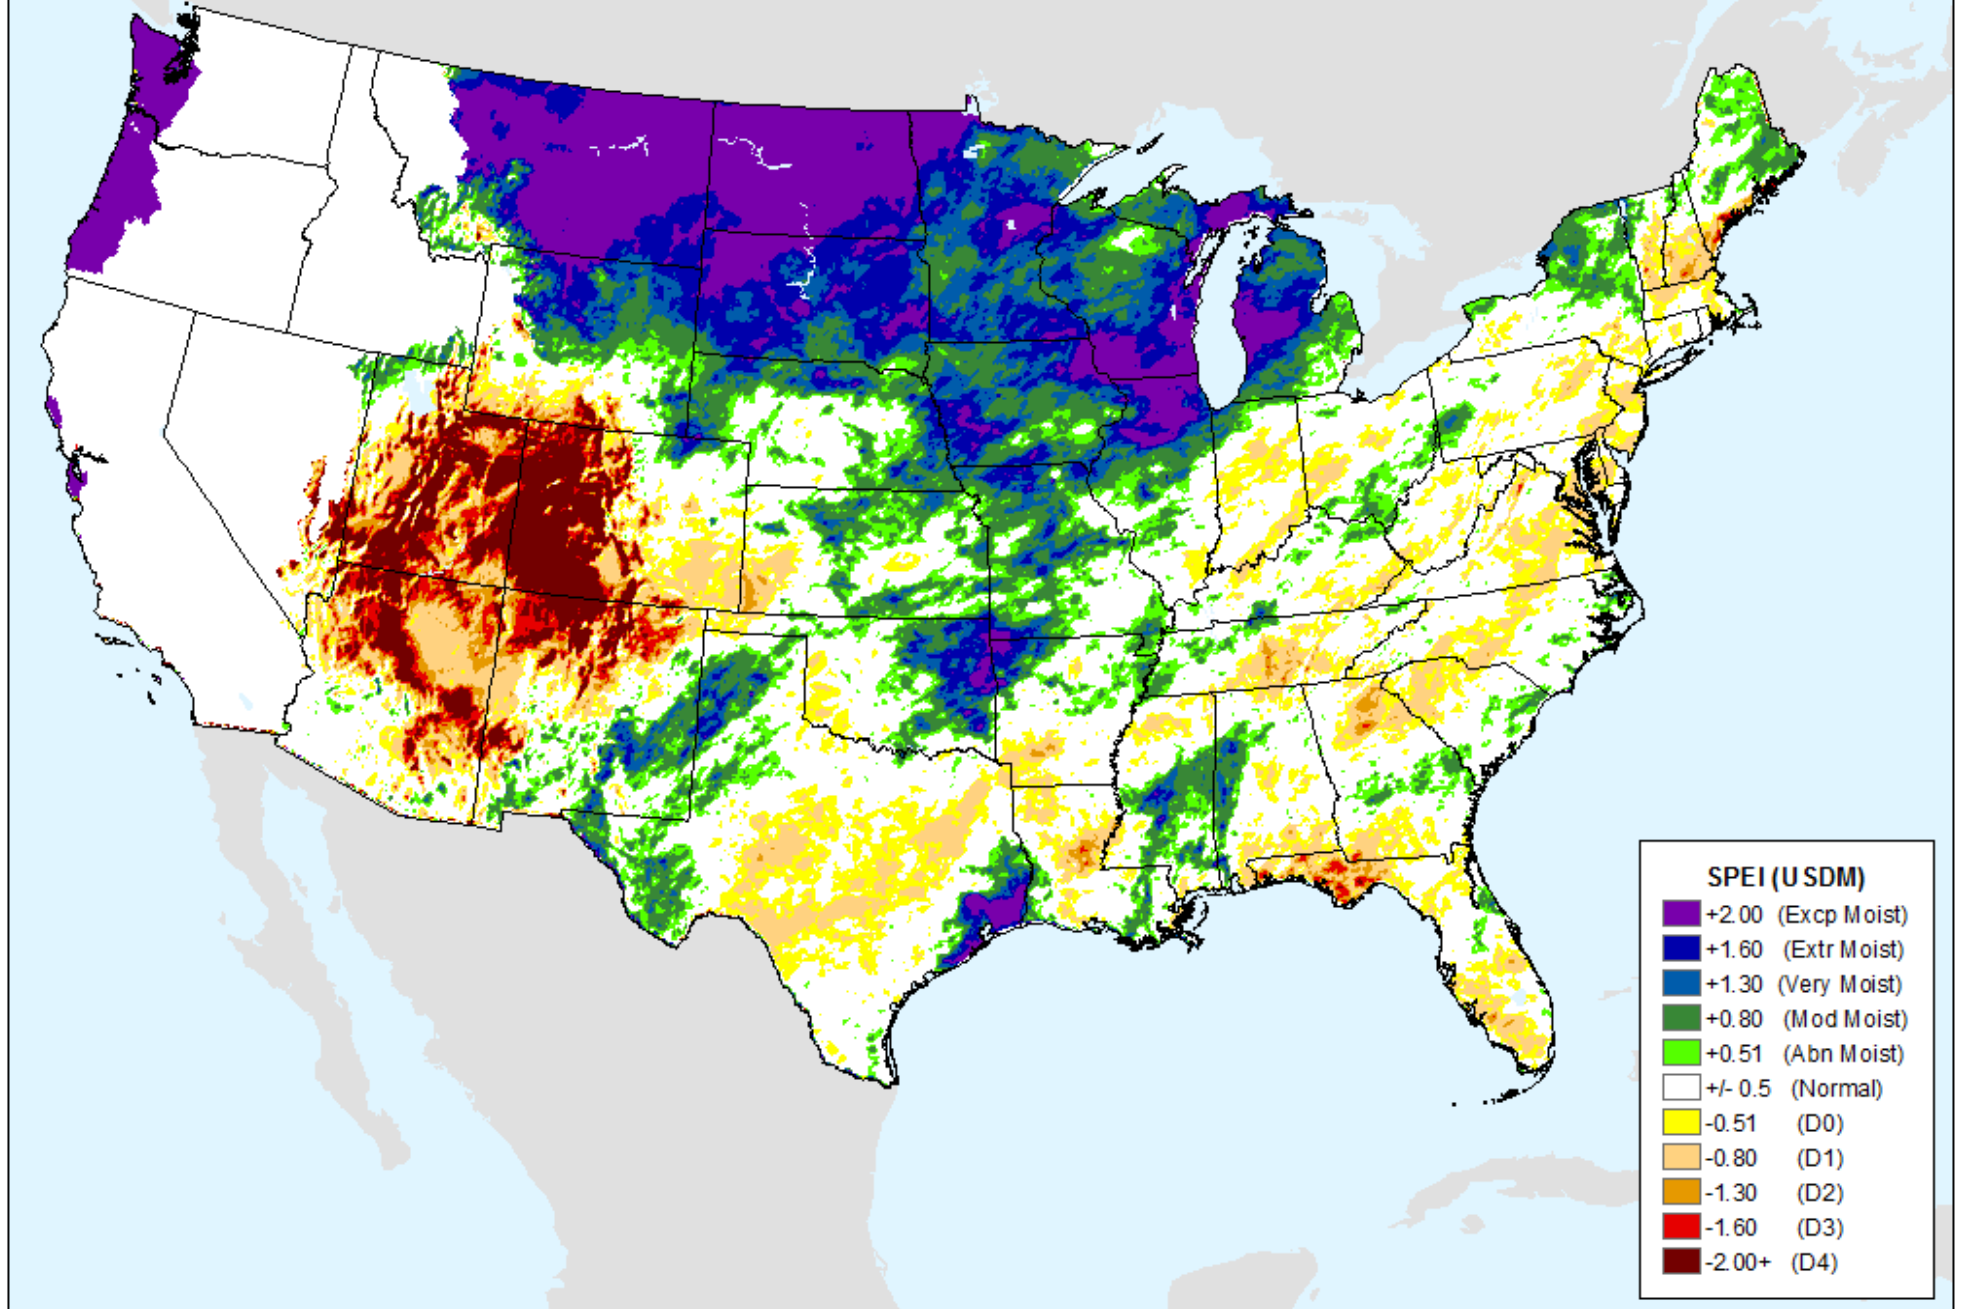 SPEI (USDM)
+2.00 (Excp Moist)
+1.60 (Extr Moist)
+1.30 (Very Moist)
+0.80 (Mod Moist)
+0.51 (Abn Moist)
+/- 0.5 (Normal)
-0.51 (D0)
-0.80 (D1)
-1.30 (D2)
-1.60 (D3)
-2.00+ (D4)